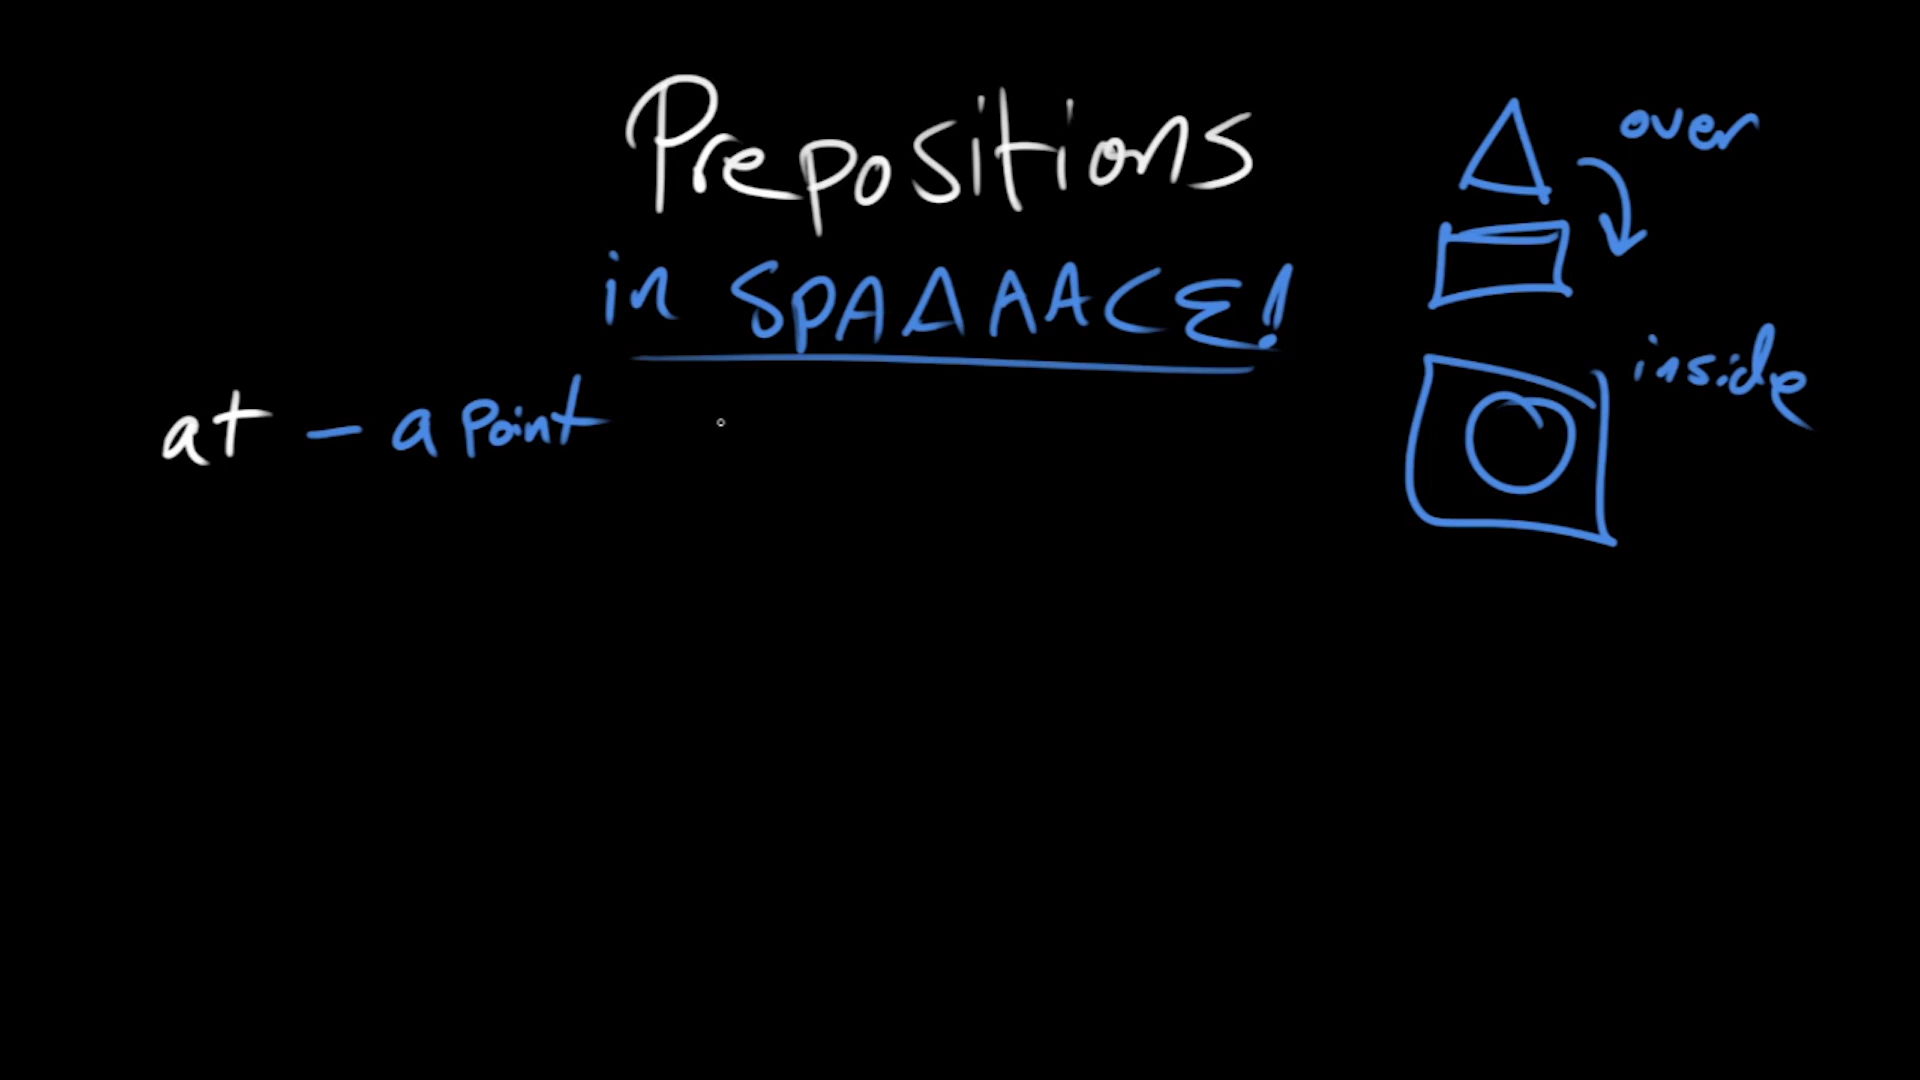 Prepositions
in SPAAAACE!
at - a point
over
inside